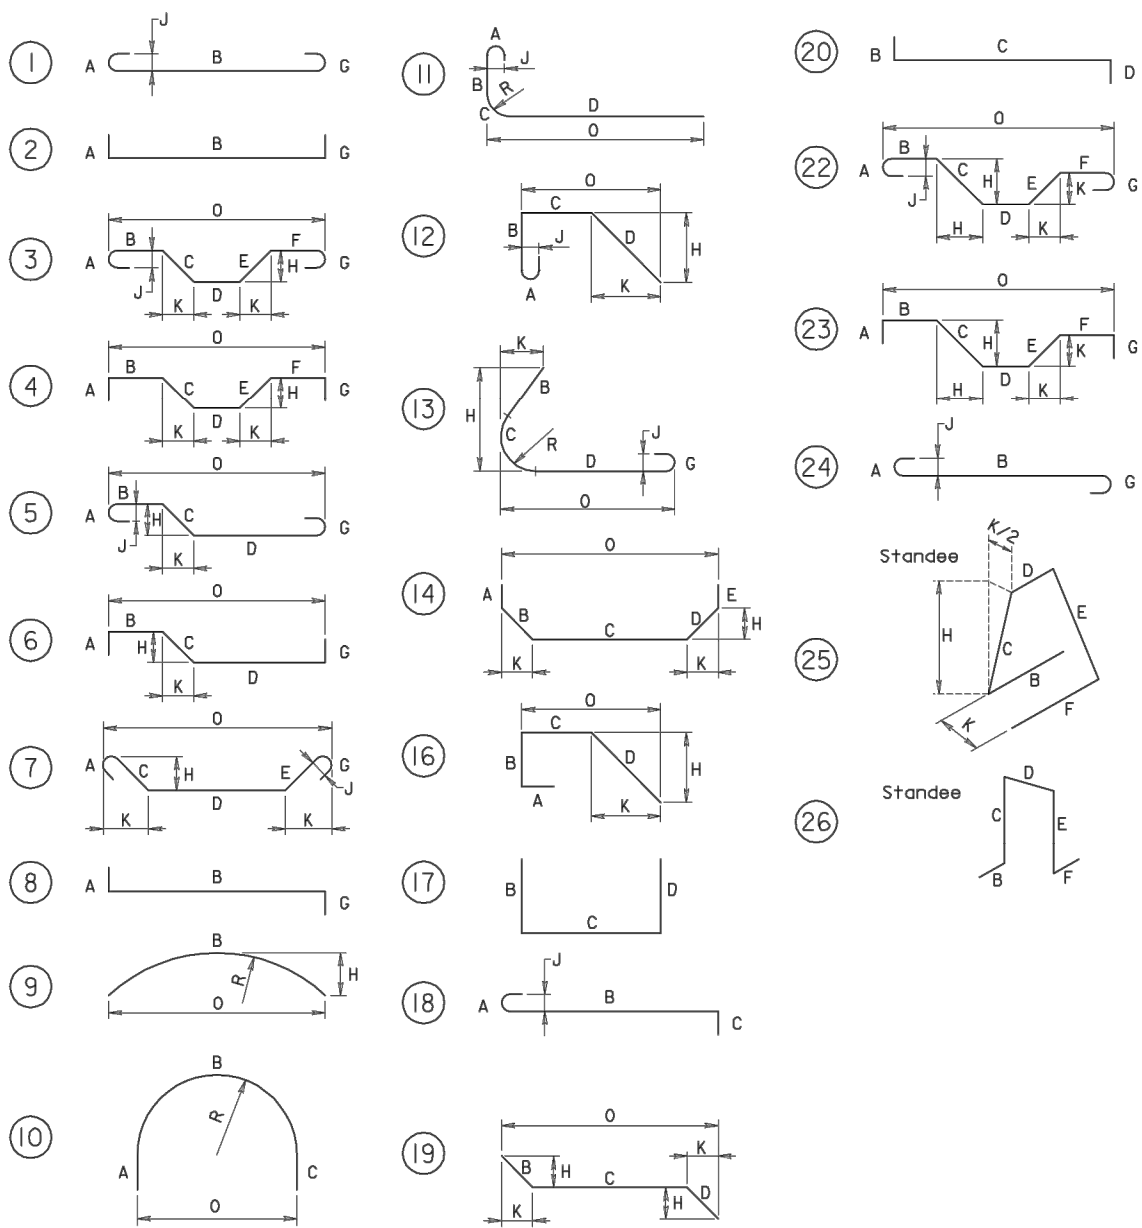 1 J A B G
2 A B G
3 O A B C D E F G H J K K
4 O A B C D E F G H K K
5 O A B C D G H J K
6 O A B C D G H K
7 O A C D E G H J K K
8 A B G
9 B R H O
10 B R A C O
11 A J B R C D O
12 O C B J D H A K
13 K B H C R J D G O
14 O A B C D E H K K
16 O C B D H A K
17 B D C
18 J A B C
19 O K B H C H D K
20 B C D
22 O B F A C H E K G J H D K
23 O B F A C H E K G H D K
24 J A B G
Standee
25 K/2 D H E C B K F
Standee
26 D C E B F